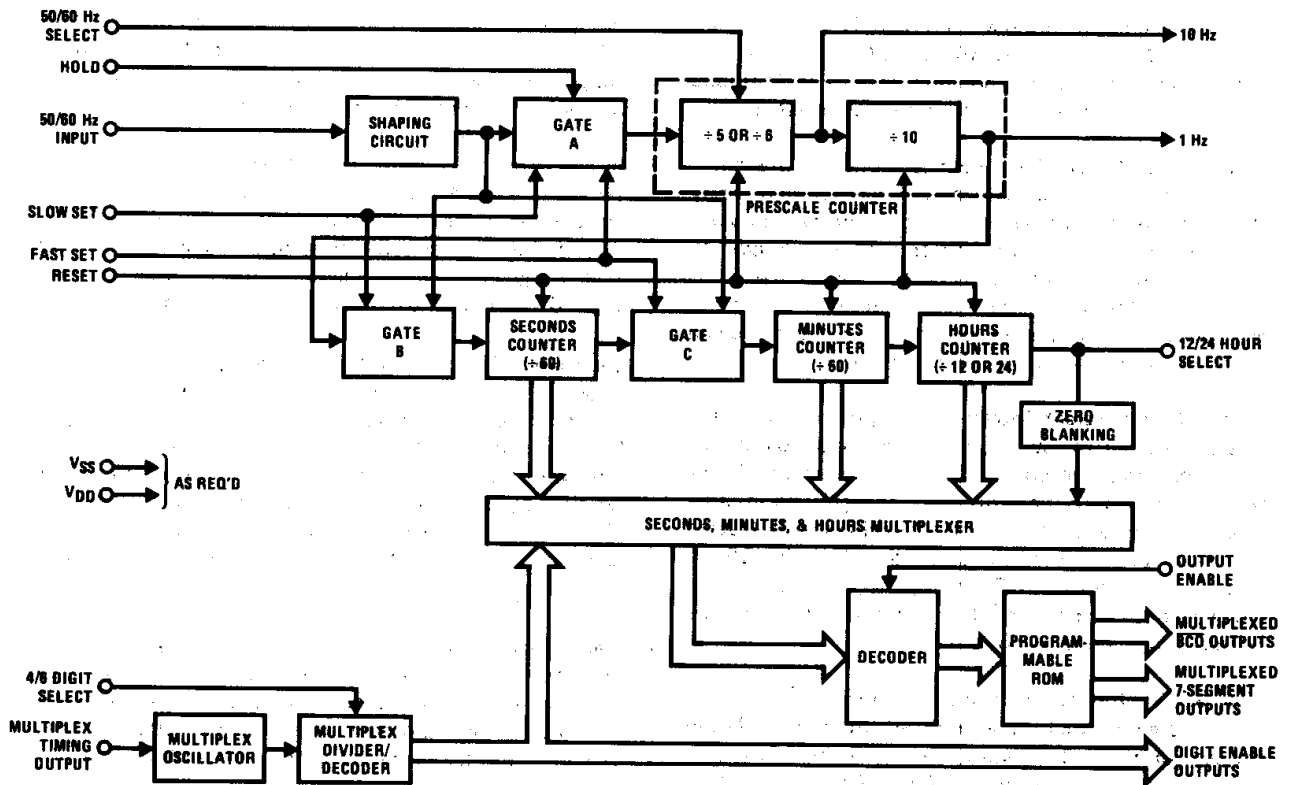 50/60 Hz
SELECT
10 Hz
HOLD
50/60 Hz
INPUT
SHAPING
CIRCUIT
GATE
A
÷5 OR ÷6
÷10
1 Hz
PRESCALE COUNTER
SLOW SET
FAST SET
RESET
GATE
B
SECONDS
COUNTER
(÷60)
GATE
C
MINUTES
COUNTER
(÷60)
HOURS
COUNTER
(÷12 OR 24)
12/24 HOUR
SELECT
ZERO
BLANKING
VSS
VDD
AS REQ'D
SECONDS, MINUTES, & HOURS MULTIPLEXER
OUTPUT
ENABLE
DECODER
PROGRAM-
MABLE
ROM
MULTIPLEXED
BCD OUTPUTS
MULTIPLEXED
7-SEGMENT
OUTPUTS
4/6 DIGIT
SELECT
MULTIPLEX
TIMING
OUTPUT
MULTIPLEX
OSCILLATOR
MULTIPLEX
DIVIDER/
DECODER
DIGIT ENABLE
OUTPUTS